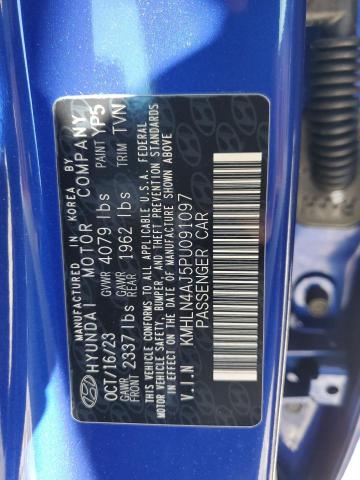 MANUFACTURED IN KOREA BY
HYUNDAI MOTOR COMPANY
OCT/16/23 GVWR 4079 lbs PAINT YP5
GAWR FRONT 2337 lbs GAWR REAR 1962 lbs TRIM TVN
THIS VEHICLE CONFORMS TO ALL APPLICABLE U.S.A. FEDERAL
MOTOR VEHICLE SAFETY, BUMPER, AND THEFT PREVENTION STANDARDS
IN EFFECT ON THE DATE OF MANUFACTURE SHOWN ABOVE
V.I.N KMHLN4AJ5PU091097
PASSENGER CAR